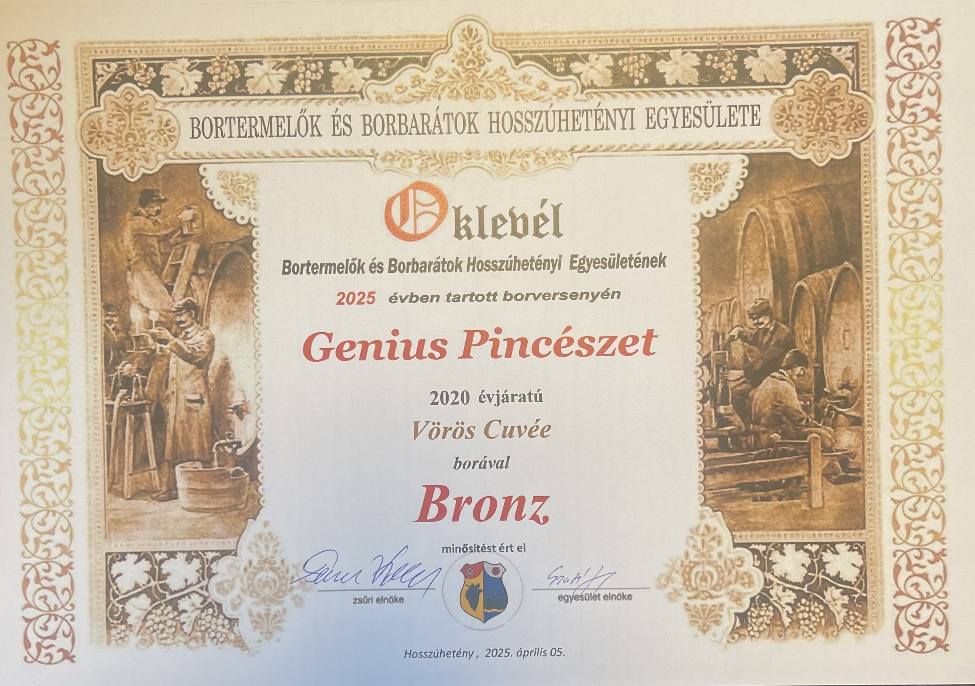 BORTERMELŐK ÉS BORBARÁTOK HOSSZÚHETÉNYI EGYESÜLETE
Oklevél
Bortermelők és Borbarátok Hosszúhetényi Egyesületének
2025 évben tartott borversenyén
Genius Pincészet
2020 évjáratú
Vörös Cuvée
borával
Bronz
minősítést ért el
zsűri elnöke
egyesület elnöke
Hosszúhetény , 2025. április 05.